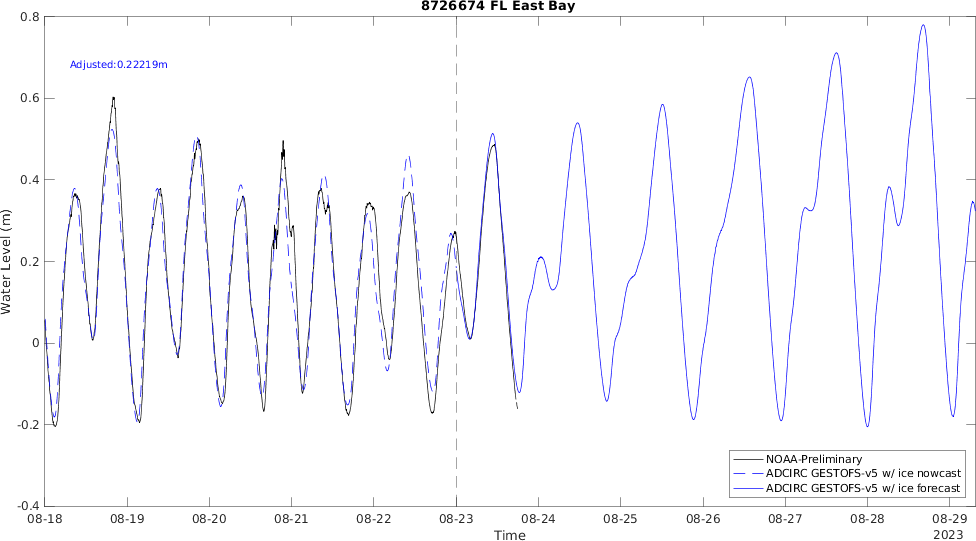 8726674 FL East Bay
Adjusted:0.22219m
Water Level (m)
0.8
0.6
0.4
0.2
0
-0.2
-0.4
08-18 08-19 08-20 08-21 08-22 08-23 08-24 08-25 08-26 08-27 08-28 08-29
2023
Time
NOAA-Preliminary
ADCIRC GESTOFS-v5 w/ ice nowcast
ADCIRC GESTOFS-v5 w/ ice forecast